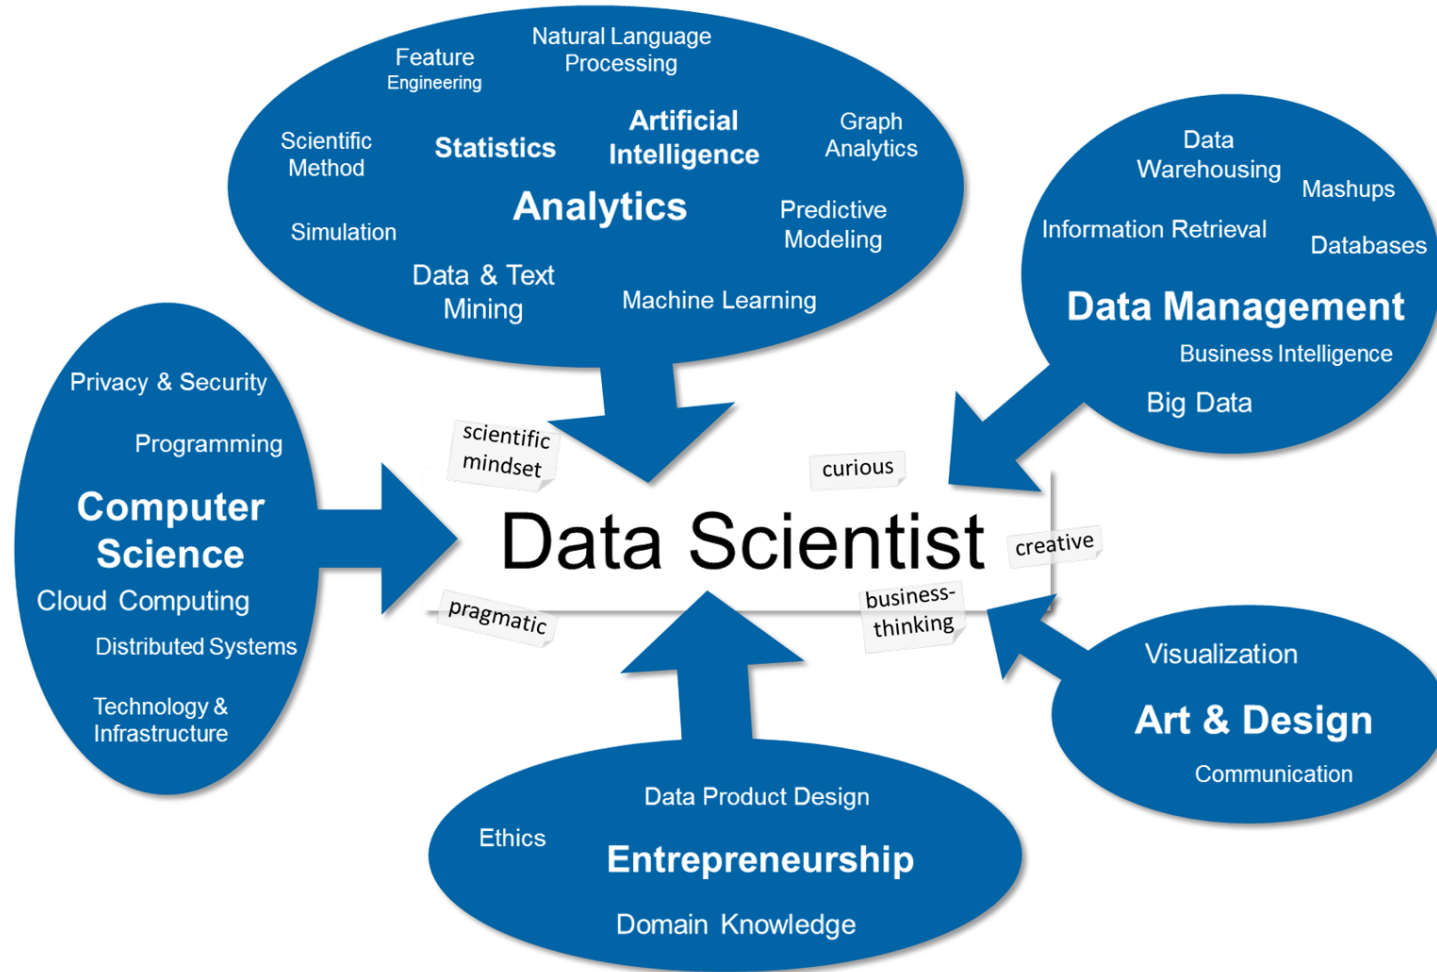 Natural Language
Processing
Feature
Engineering
Artificial
Intelligence
Statistics
Graph
Analytics
Scientific
Method
Analytics
Predictive
Modeling
Simulation
Data & Text
Mining
Machine Learning
Data
Warehousing
Mashups
Information Retrieval
Databases
Data Management
Business Intelligence
Big Data
Privacy & Security
Programming
Computer
Science
Cloud Computing
Distributed Systems
Technology &
Infrastructure
scientific
mindset
curious
Data Scientist
creative
pragmatic
business-
thinking
Visualization
Art & Design
Communication
Data Product Design
Ethics
Entrepreneurship
Domain Knowledge